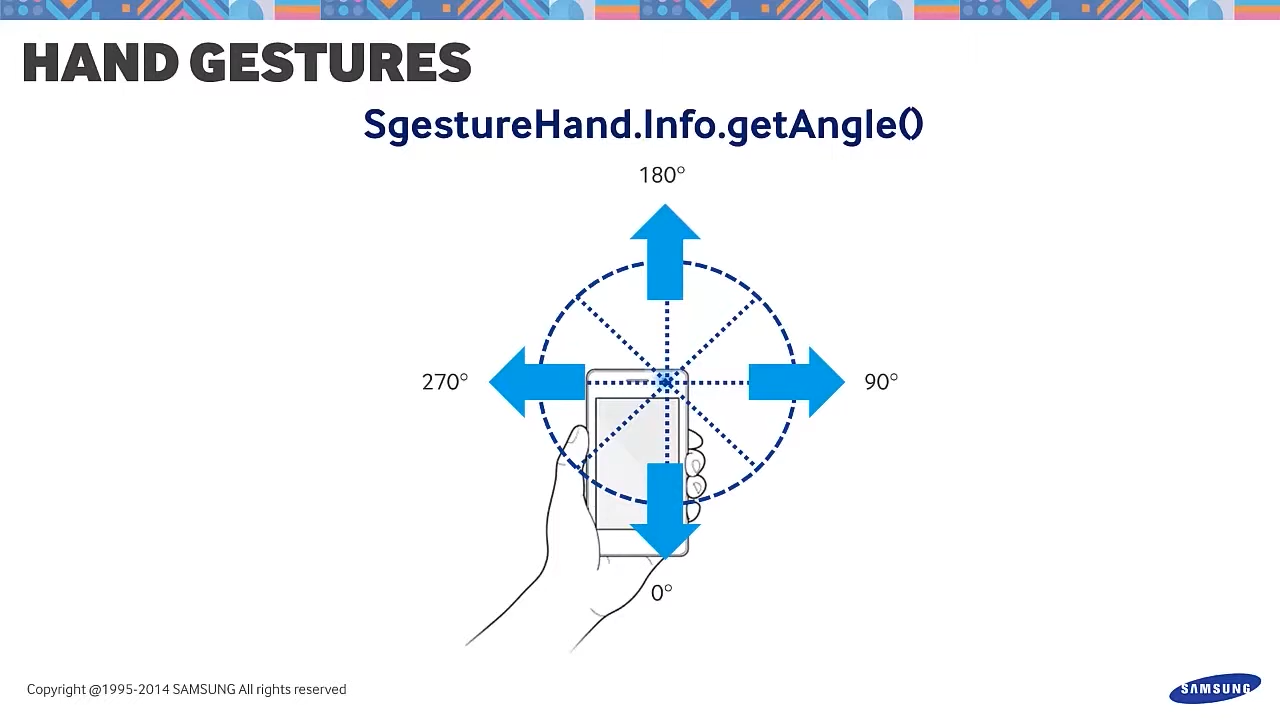 HAND GESTURES
SgestureHand.Info.getAngle()
180°
270°
90°
0°
Copyright @1995-2014 SAMSUNG All rights reserved
SAMSUNG